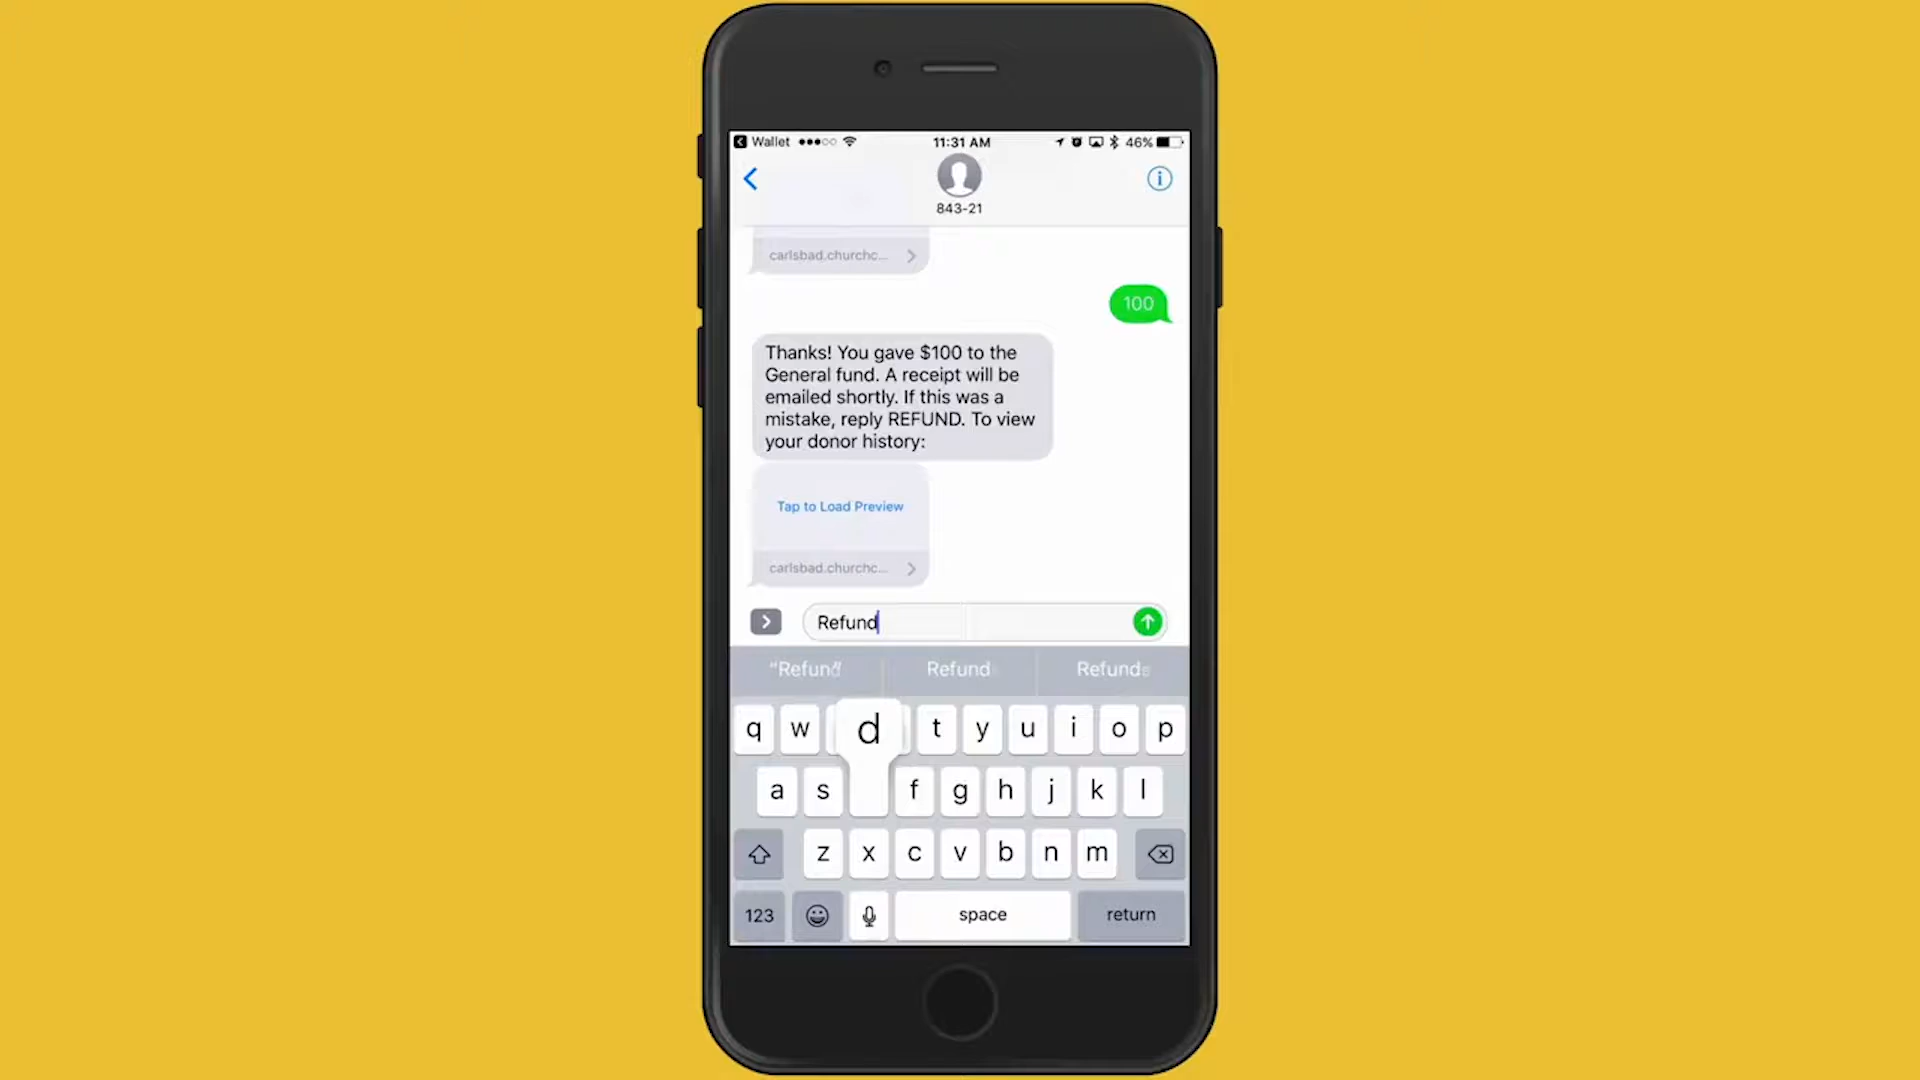 Wallet
11:31 AM
46%
843-21
carlsbad.churchc...
100
Thanks! You gave $100 to the
General fund. A receipt will be
emailed shortly. If this was a
mistake, reply REFUND. To view
your donor history:
Tap to Load Preview
carlsbad.churchc...
Refund
"Refund" Refund Refunds
q w d t y u i o p
a s f g h j k l
z x c v b n m
123 space return